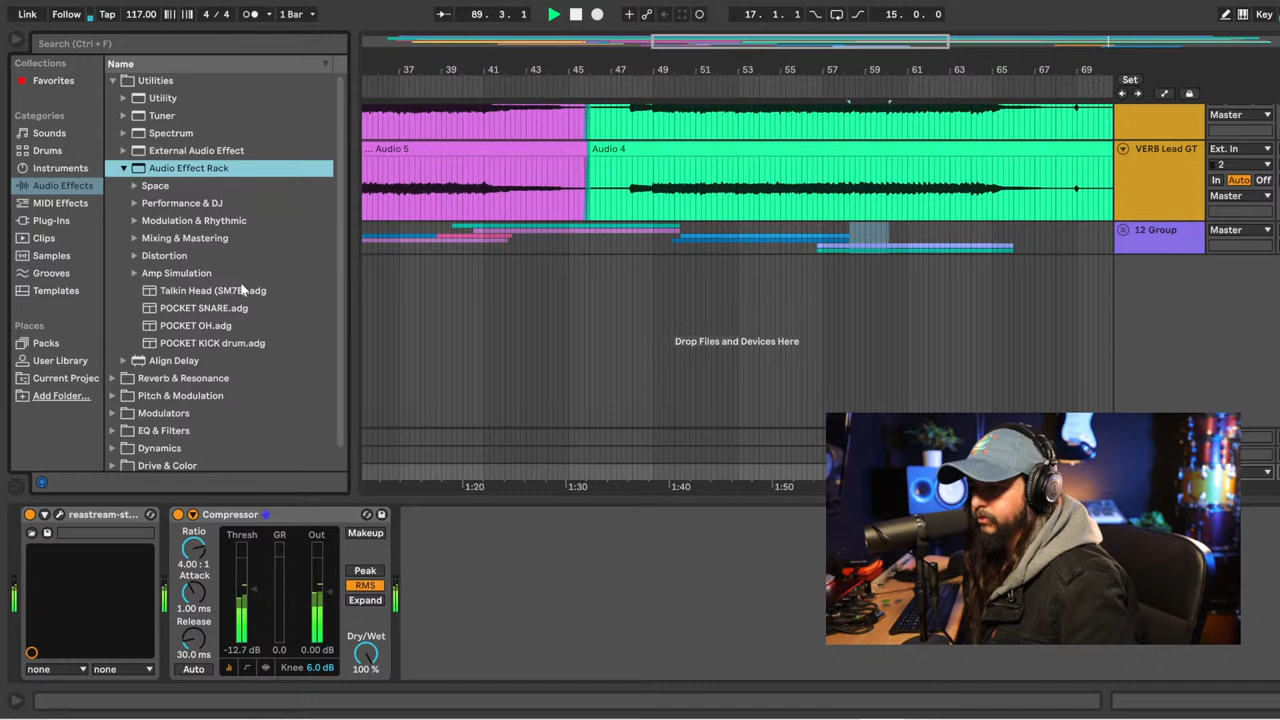 Link Tap 117.00 4 / 4 1 Bar 89. 3. 1 17. 1. 1 15. 0. 0 Key
Follow
Search (Ctrl + F)
Collections
Favorites
Categories
Sounds
Drums
Instruments
Audio Effects
MIDI Effects
Plug-Ins
Clips
Samples
Grooves
Templates
Places
Packs
User Library
Current Projec
Add Folder...
Name
Utilities
Utility
Tuner
Spectrum
External Audio Effect
Audio Effect Rack
Space
Performance & DJ
Modulation & Rhythmic
Mixing & Mastering
Distortion
Amp Simulation
Talkin Head (SM7B).adg
POCKET SNARE.adg
POCKET OH.adg
POCKET KICK drum.adg
Align Delay
Reverb & Resonance
Pitch & Modulation
Modulators
EQ & Filters
Dynamics
Drive & Color
37 39 41 43 45 47 49 51 53 55 57 59 61 63 65 67 69
Set
Master
... Audio 5 Audio 4
VERB Lead GT Ext. In
2
In Auto Off
Master
12 Group Master
Drop Files and Devices Here
1:20 1:30 1:40 1:50
reastream-st...
none none
Compressor
Ratio
4.00 : 1
Attack
1.00 ms
Release
30.0 ms
Auto
Thresh GR Out
-12.7 dB 0.0 0.00 dB
Knee 6.0 dB
Makeup
Peak
RMS
Expand
Dry/Wet
100 %